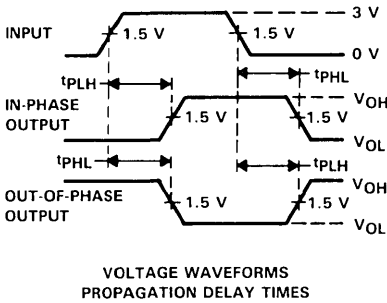 3 V
INPUT 1.5 V 1.5 V
0 V
tPLH tPHL
IN-PHASE OUTPUT 1.5 V 1.5 V VOH
VOL
tPHL tPLH
OUT-OF-PHASE OUTPUT 1.5 V 1.5 V VOH
VOL
VOLTAGE WAVEFORMS
PROPAGATION DELAY TIMES